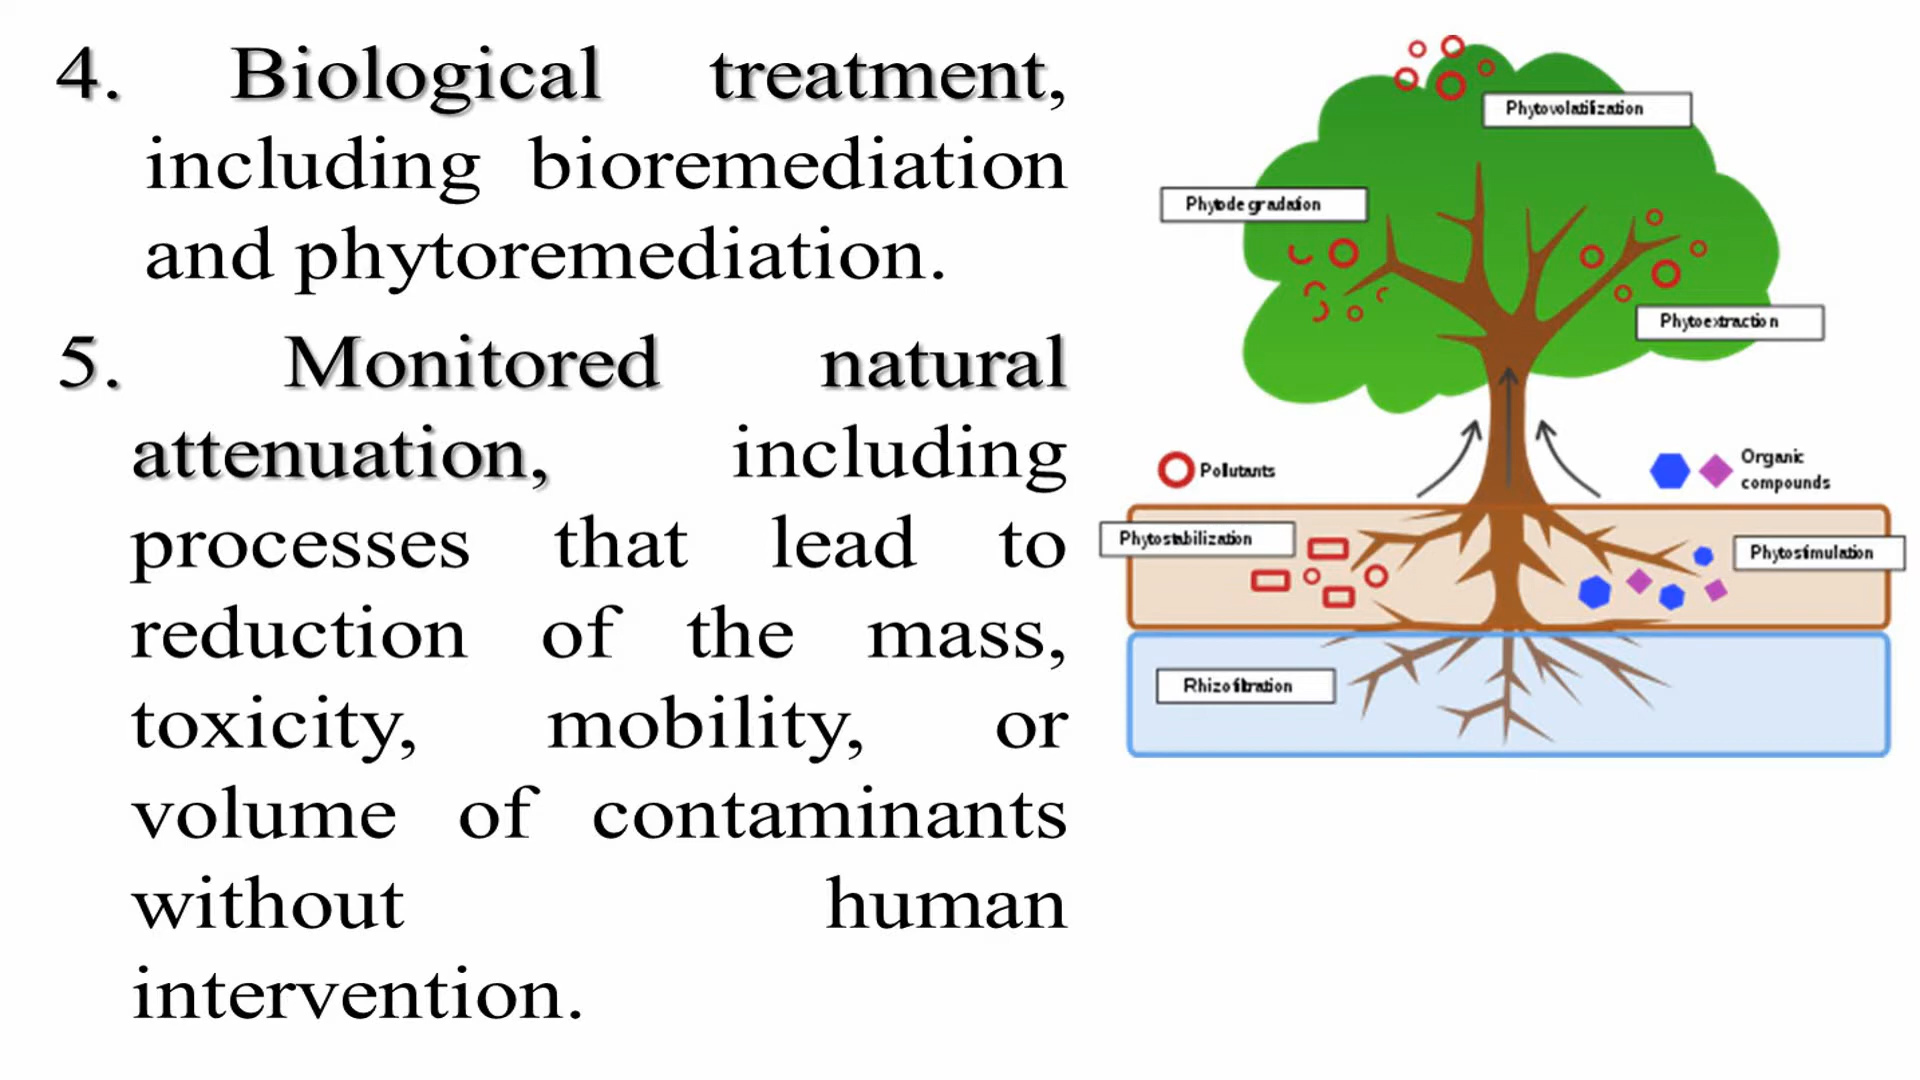 4. Biological treatment,
including bioremediation
and phytoremediation.
5. Monitored natural
attenuation, including
processes that lead to
reduction of the mass,
toxicity, mobility, or
volume of contaminants
without human
intervention.
Phytovolatilization
Phytodegradation
Phytoextraction
Pollutants
Organic
compounds
Phytostabilization
Phytostimulation
Rhizofiltration